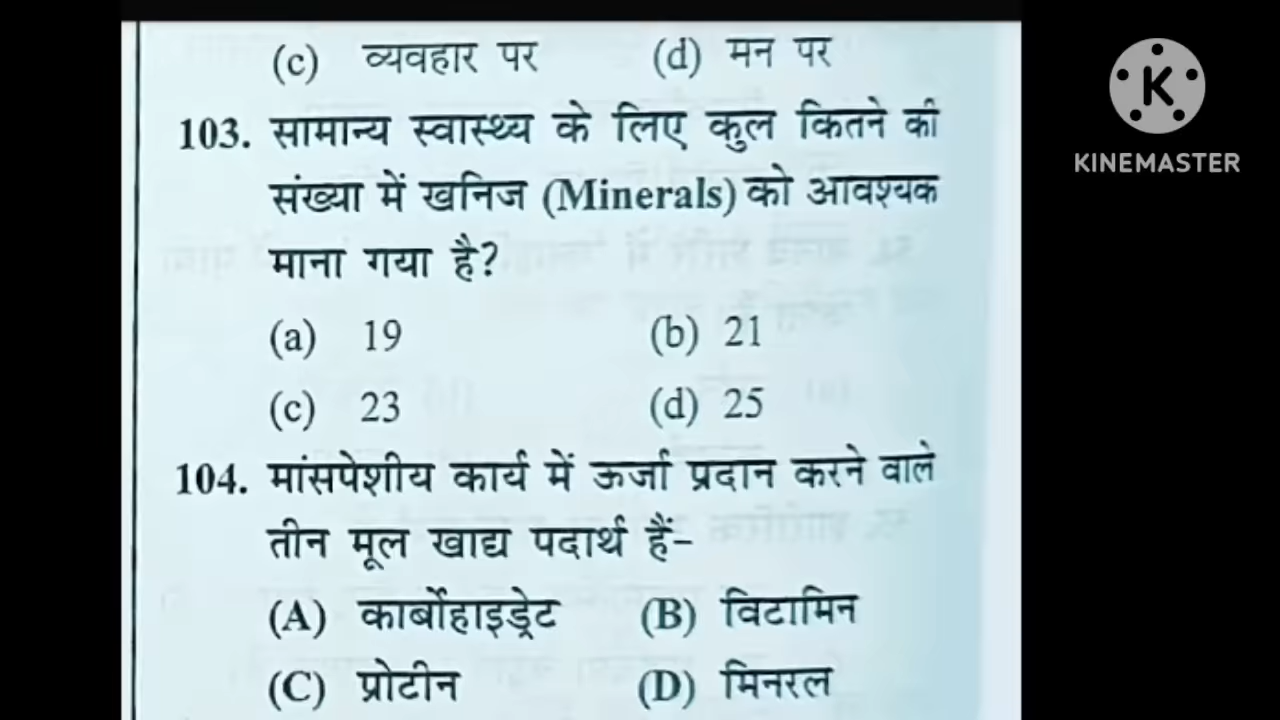 (c) व्यवहार पर (d) मन पर
103. सामान्य स्वास्थ्य के लिए कुल कितने की
संख्या में खनिज (Minerals) को आवश्यक
माना गया है?
(a) 19 (b) 21
(c) 23 (d) 25
104. मांसपेशीय कार्य में ऊर्जा प्रदान करने वाले
तीन मूल खाद्य पदार्थ हैं-
(A) कार्बोहाइड्रेट (B) विटामिन
(C) प्रोटीन (D) मिनरल
K
KINEMASTER